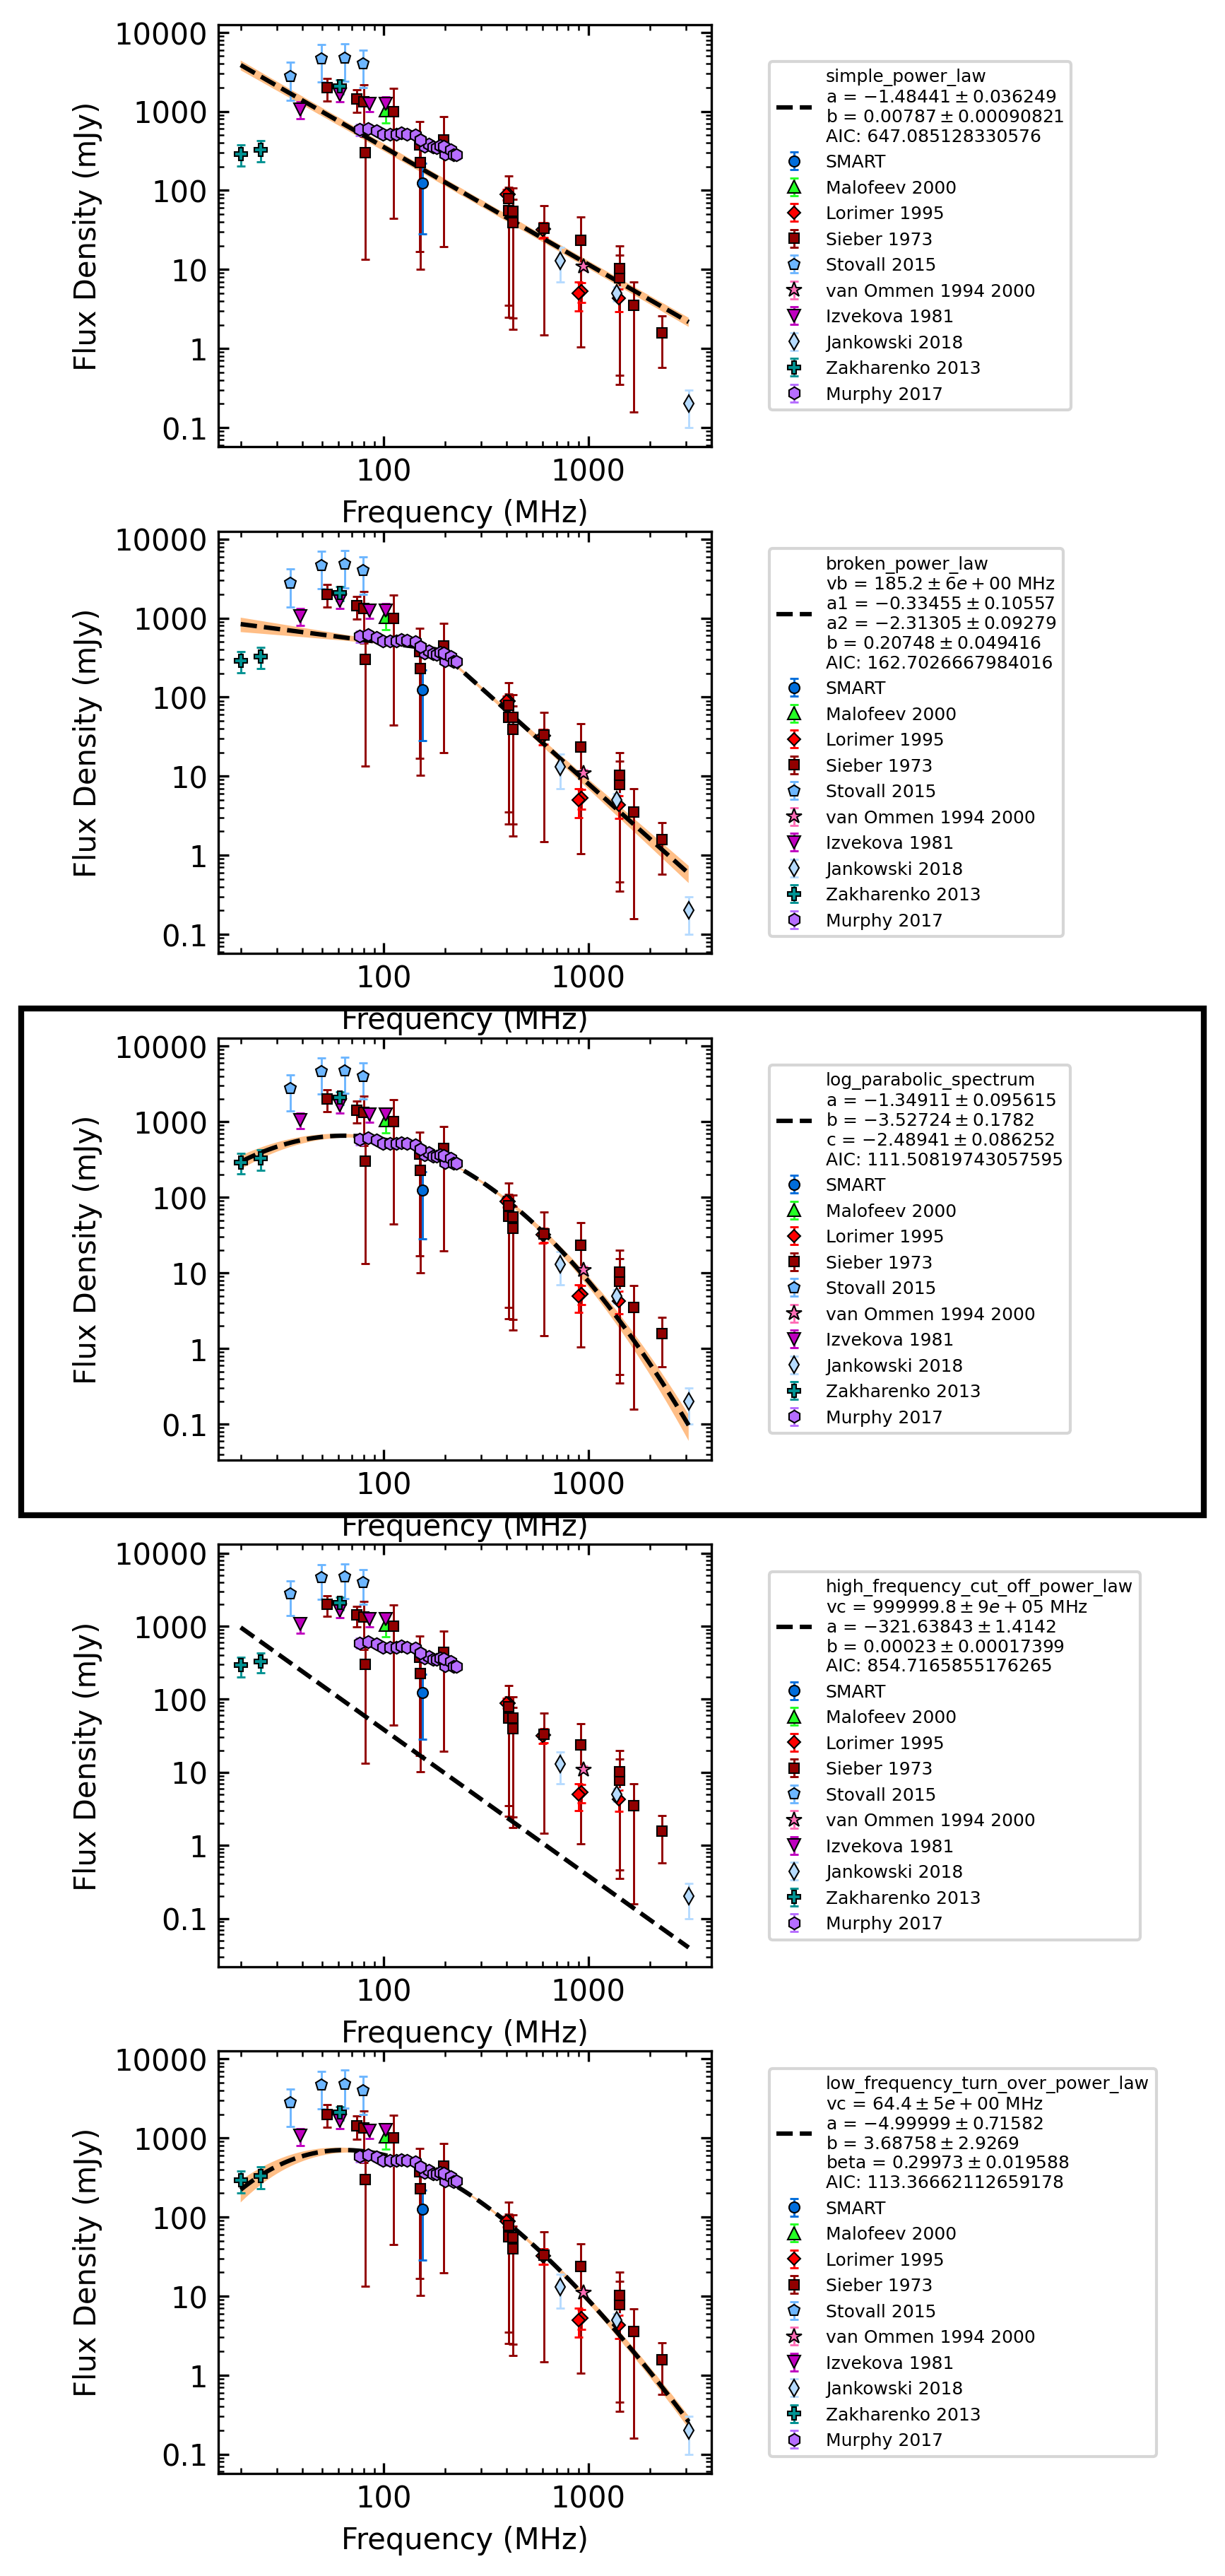 10000
1000
100
10
1
0.1
Flux Density (mJy)
100
1000
Frequency (MHz)
simple_power_law
a = −1.48441 ± 0.036249
b = 0.00787 ± 0.00090821
AIC: 647.085128330576
SMART
Malofeev 2000
Lorimer 1995
Sieber 1973
Stovall 2015
van Ommen 1994 2000
Izvekova 1981
Jankowski 2018
Zakharenko 2013
Murphy 2017
10000
1000
100
10
1
0.1
Flux Density (mJy)
100
1000
Frequency (MHz)
broken_power_law
vb = 185.2 ± 6e + 00 MHz
a1 = −0.33455 ± 0.10557
a2 = −2.31305 ± 0.09279
b = 0.20748 ± 0.049416
AIC: 162.7026667984016
SMART
Malofeev 2000
Lorimer 1995
Sieber 1973
Stovall 2015
van Ommen 1994 2000
Izvekova 1981
Jankowski 2018
Zakharenko 2013
Murphy 2017
10000
1000
100
10
1
0.1
Flux Density (mJy)
100
1000
Frequency (MHz)
log_parabolic_spectrum
a = −1.34911 ± 0.095615
b = −3.52724 ± 0.1782
c = −2.48941 ± 0.086252
AIC: 111.50819743057595
SMART
Malofeev 2000
Lorimer 1995
Sieber 1973
Stovall 2015
van Ommen 1994 2000
Izvekova 1981
Jankowski 2018
Zakharenko 2013
Murphy 2017
10000
1000
100
10
1
0.1
Flux Density (mJy)
100
1000
Frequency (MHz)
high_frequency_cut_off_power_law
vc = 999999.8 ± 9e + 05 MHz
a = −321.63843 ± 1.4142
b = 0.00023 ± 0.00017399
AIC: 854.7165855176265
SMART
Malofeev 2000
Lorimer 1995
Sieber 1973
Stovall 2015
van Ommen 1994 2000
Izvekova 1981
Jankowski 2018
Zakharenko 2013
Murphy 2017
10000
1000
100
10
1
0.1
Flux Density (mJy)
100
1000
Frequency (MHz)
low_frequency_turn_over_power_law
vc = 64.4 ± 5e + 00 MHz
a = −4.99999 ± 0.71582
b = 3.68758 ± 2.9269
beta = 0.29973 ± 0.019588
AIC: 113.36662112659178
SMART
Malofeev 2000
Lorimer 1995
Sieber 1973
Stovall 2015
van Ommen 1994 2000
Izvekova 1981
Jankowski 2018
Zakharenko 2013
Murphy 2017